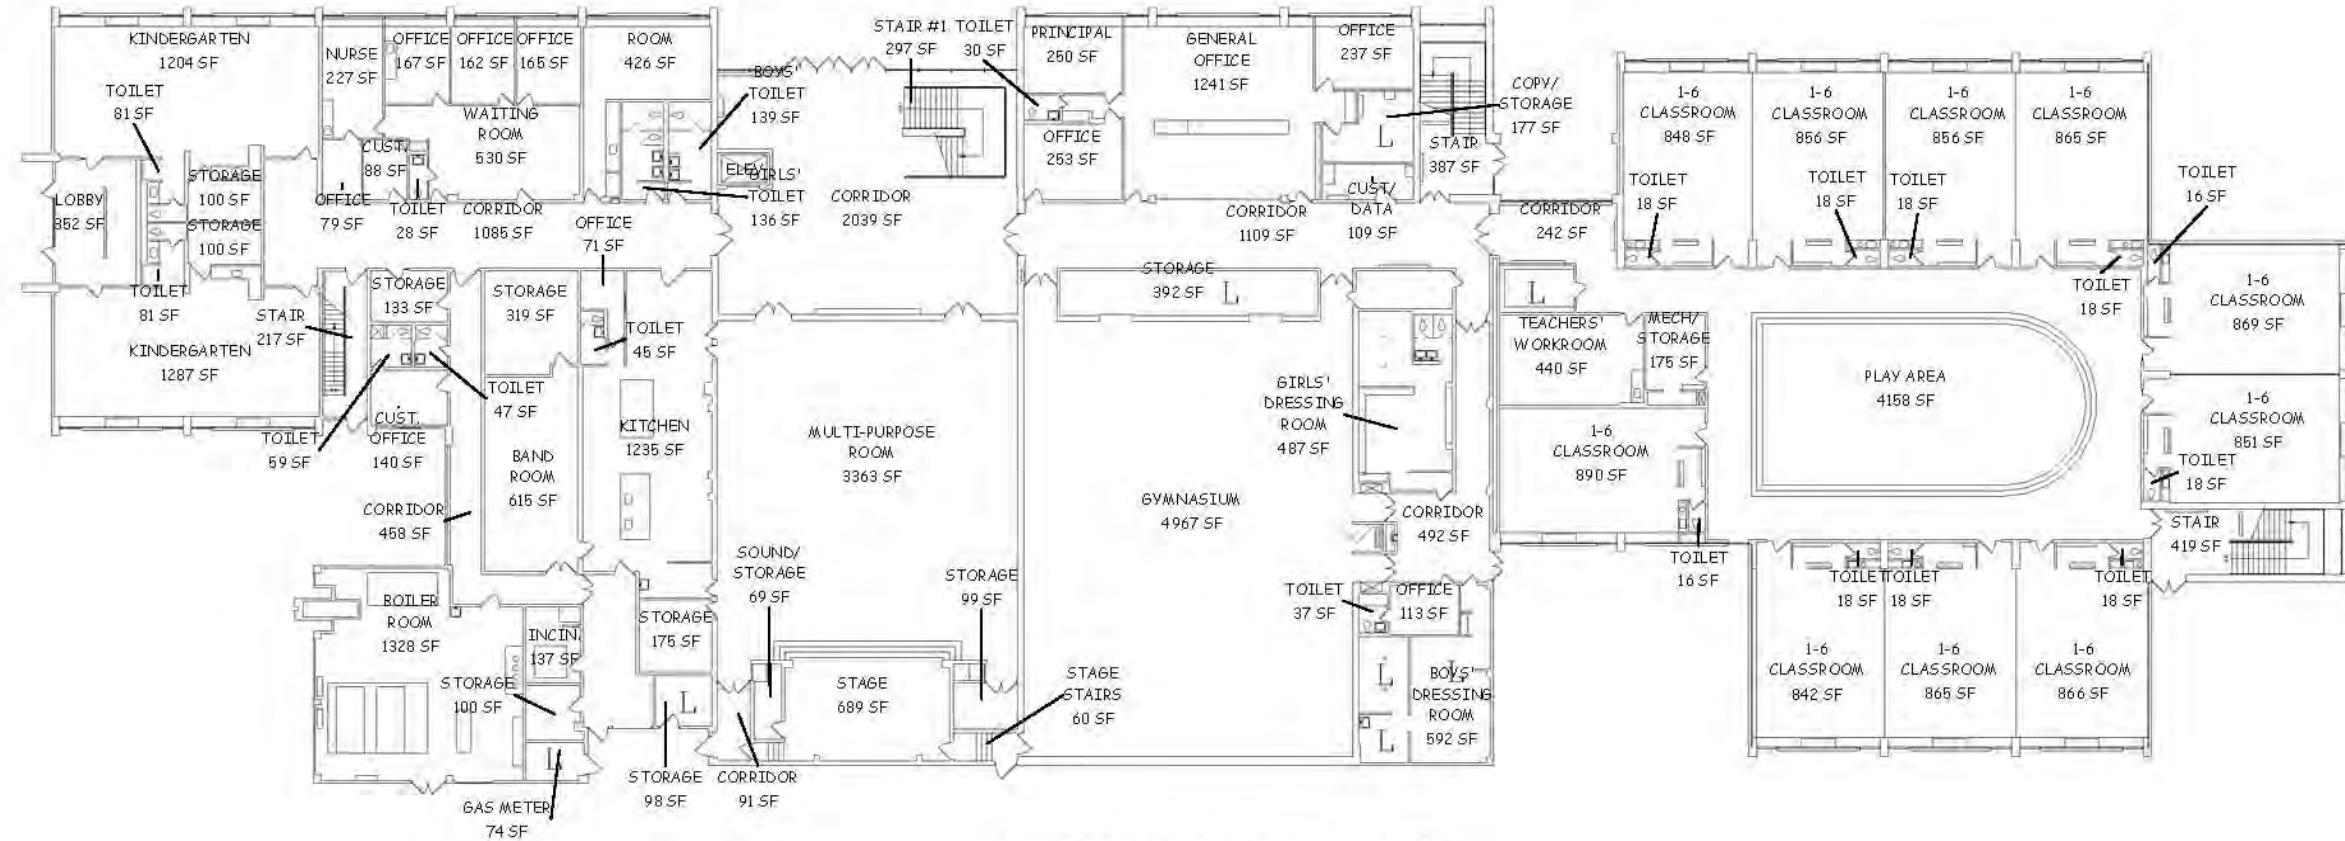 KINDERGARTEN
1204 SF
TOILET
81 SF
NURSE
227 SF
OFFICE
167 SF
OFFICE
162 SF
OFFICE
165 SF
ROOM
426 SF
WAITING
ROOM
530 SF
CUST.
88 SF
BOYS'
TOILET
139 SF
STAIR #1
297 SF
TOILET
30 SF
PRINCIPAL
250 SF
GENERAL
OFFICE
1241 SF
OFFICE
237 SF
COPY/
STORAGE
177 SF
L
OFFICE
253 SF
STAIR
387 SF
1-6
CLASSROOM
848 SF
1-6
CLASSROOM
856 SF
1-6
CLASSROOM
856 SF
1-6
CLASSROOM
865 SF
LOBBY
852 SF
STORAGE
100 SF
STORAGE
100 SF
OFFICE
79 SF
TOILET
28 SF
CORRIDOR
1085 SF
OFFICE
71 SF
ELEV.
GIRLS'
TOILET
136 SF
CORRIDOR
2039 SF
CORRIDOR
1109 SF
CUST/
DATA
109 SF
CORRIDOR
242 SF
TOILET
18 SF
TOILET
18 SF
TOILET
18 SF
TOILET
16 SF
TOILET
81 SF
STAIR
217 SF
STORAGE
133 SF
STORAGE
319 SF
TOILET
45 SF
STORAGE
392 SF
L
L
TOILET
18 SF
1-6
CLASSROOM
869 SF
KINDERGARTEN
1287 SF
TOILET
47 SF
TOILET
59 SF
CUST.
OFFICE
140 SF
BAND
ROOM
615 SF
KITCHEN
1235 SF
MULTI-PURPOSE
ROOM
3363 SF
GYMNASIUM
4967 SF
GIRLS'
DRESSING
ROOM
487 SF
TEACHERS'
WORKROOM
440 SF
MECH/
STORAGE
175 SF
PLAY AREA
4158 SF
1-6
CLASSROOM
851 SF
1-6
CLASSROOM
890 SF
TOILET
18 SF
CORRIDOR
458 SF
CORRIDOR
492 SF
STAIR
419 SF
TOILET
16 SF
SOUND/
STORAGE
69 SF
STORAGE
99 SF
TOILET
37 SF
OFFICE
113 SF
TOILET
18 SF
TOILET
18 SF
TOILET
18 SF
BOILER
ROOM
1328 SF
INCIN.
137 SF
STORAGE
175 SF
STORAGE
100 SF
STAGE
689 SF
STAGE
STAIRS
60 SF
L
L
BOYS'
DRESSING
ROOM
592 SF
L
1-6
CLASSROOM
842 SF
1-6
CLASSROOM
865 SF
1-6
CLASSROOM
866 SF
L
L
GAS METER
74 SF
STORAGE
98 SF
CORRIDOR
91 SF